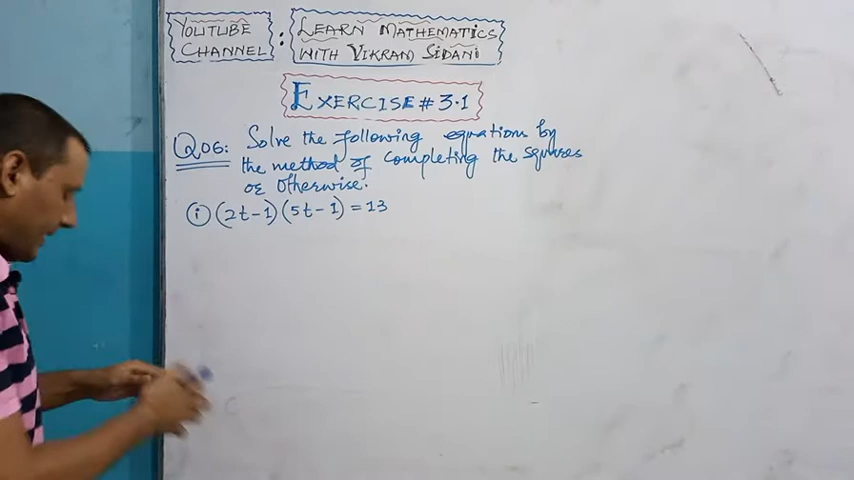 YOUTUBE
CHANNEL :
LEARN MATHEMATICS
WITH VIKRAM SIDANI
EXERCISE # 3.1
Q06: Solve the following equations by
the method of completing the squares
or otherwise.
(i) (2t-1)(5t-1) = 13